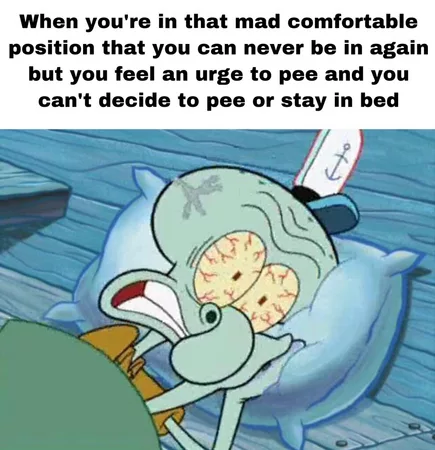 When you're in that mad comfortable
position that you can never be in again
but you feel an urge to pee and you
can't decide to pee or stay in bed